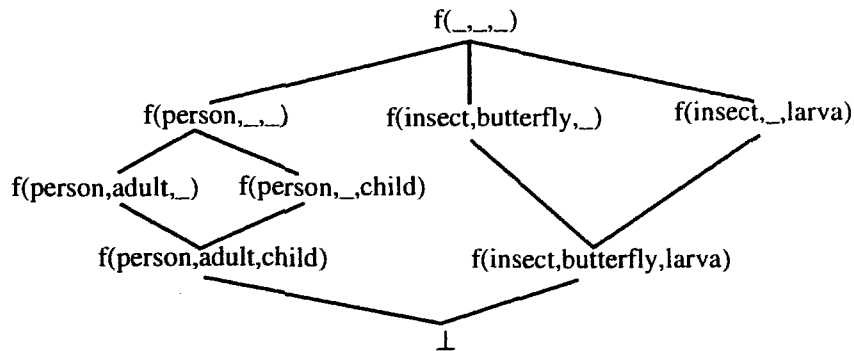 f(_,_,_)
f(person,_,_) f(insect,butterfly,_) f(insect,_,larva)
f(person,adult,_) f(person,_,child)
f(person,adult,child) f(insect,butterfly,larva)
⊥